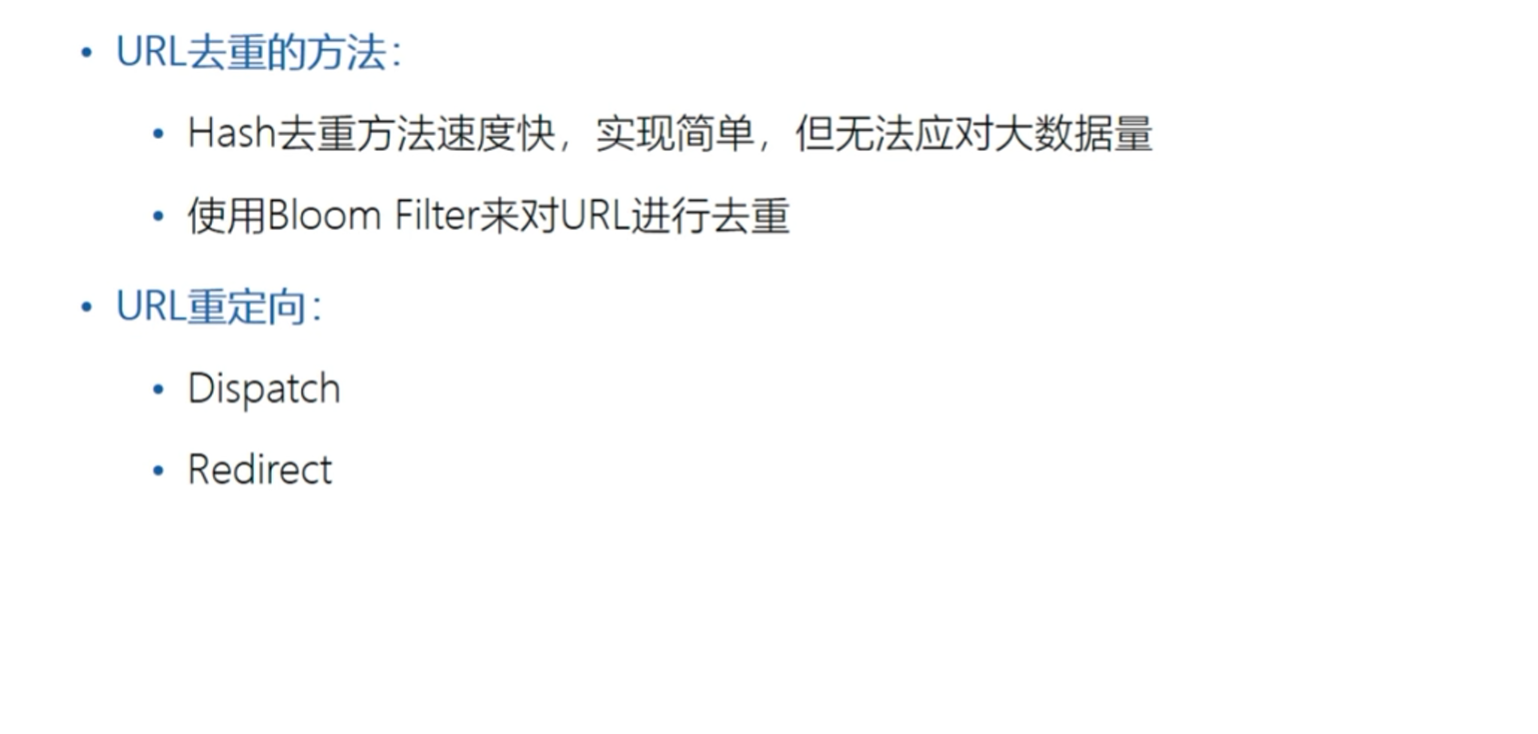 • URL去重的方法：
• Hash去重方法速度快，实现简单，但无法应对大数据量
• 使用Bloom Filter来对URL进行去重
• URL重定向：
• Dispatch
• Redirect